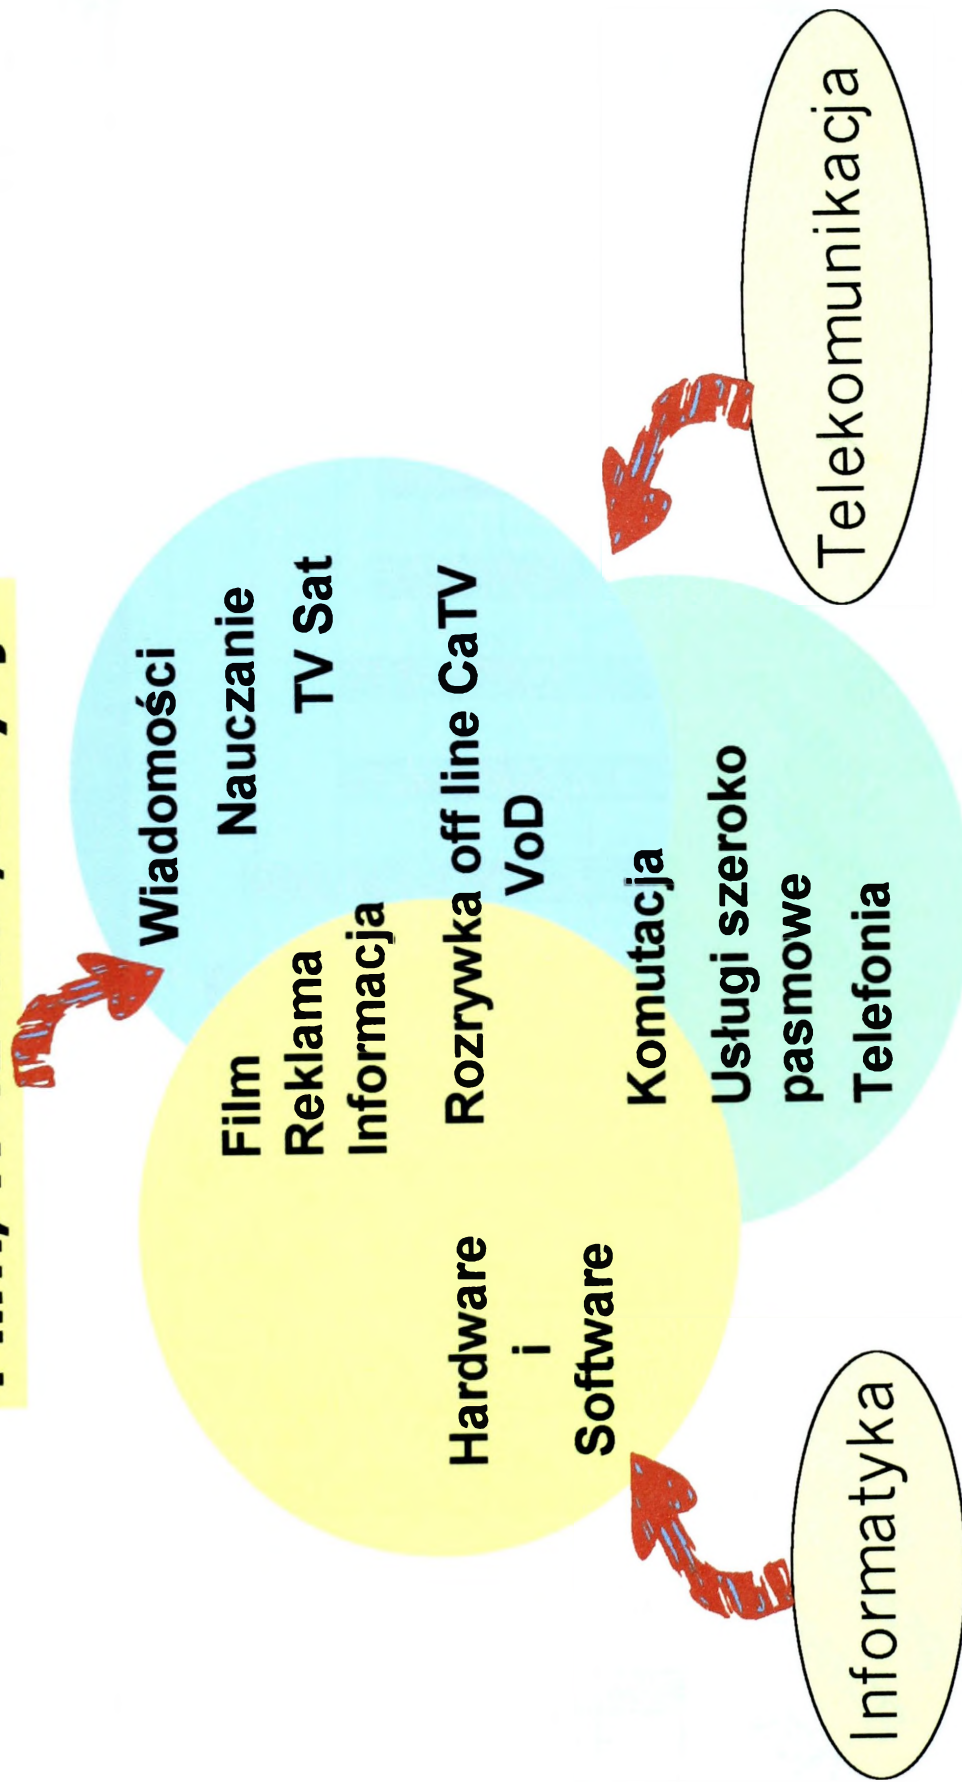 Wiadomości
Nauczanie
TV Sat
Film
Reklama
Informacja
Rozrywka off line CaTV
VoD
Hardware
i
Software
Komutacja
Usługi szeroko
pasmowe
Telefonia
Informatyka
Telekomunikacja